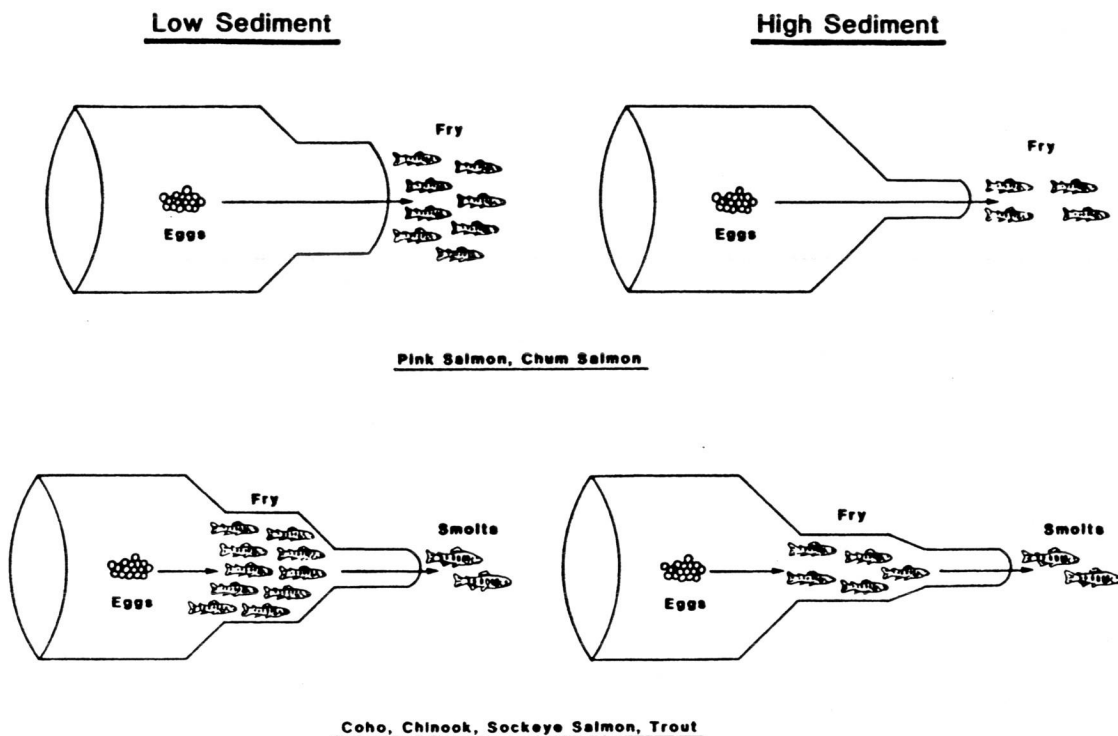 Low Sediment
High Sediment
Fry
Eggs
Fry
Eggs
Pink Salmon, Chum Salmon
Fry
Smolts
Eggs
Fry
Smolts
Eggs
Coho, Chinook, Sockeye Salmon, Trout